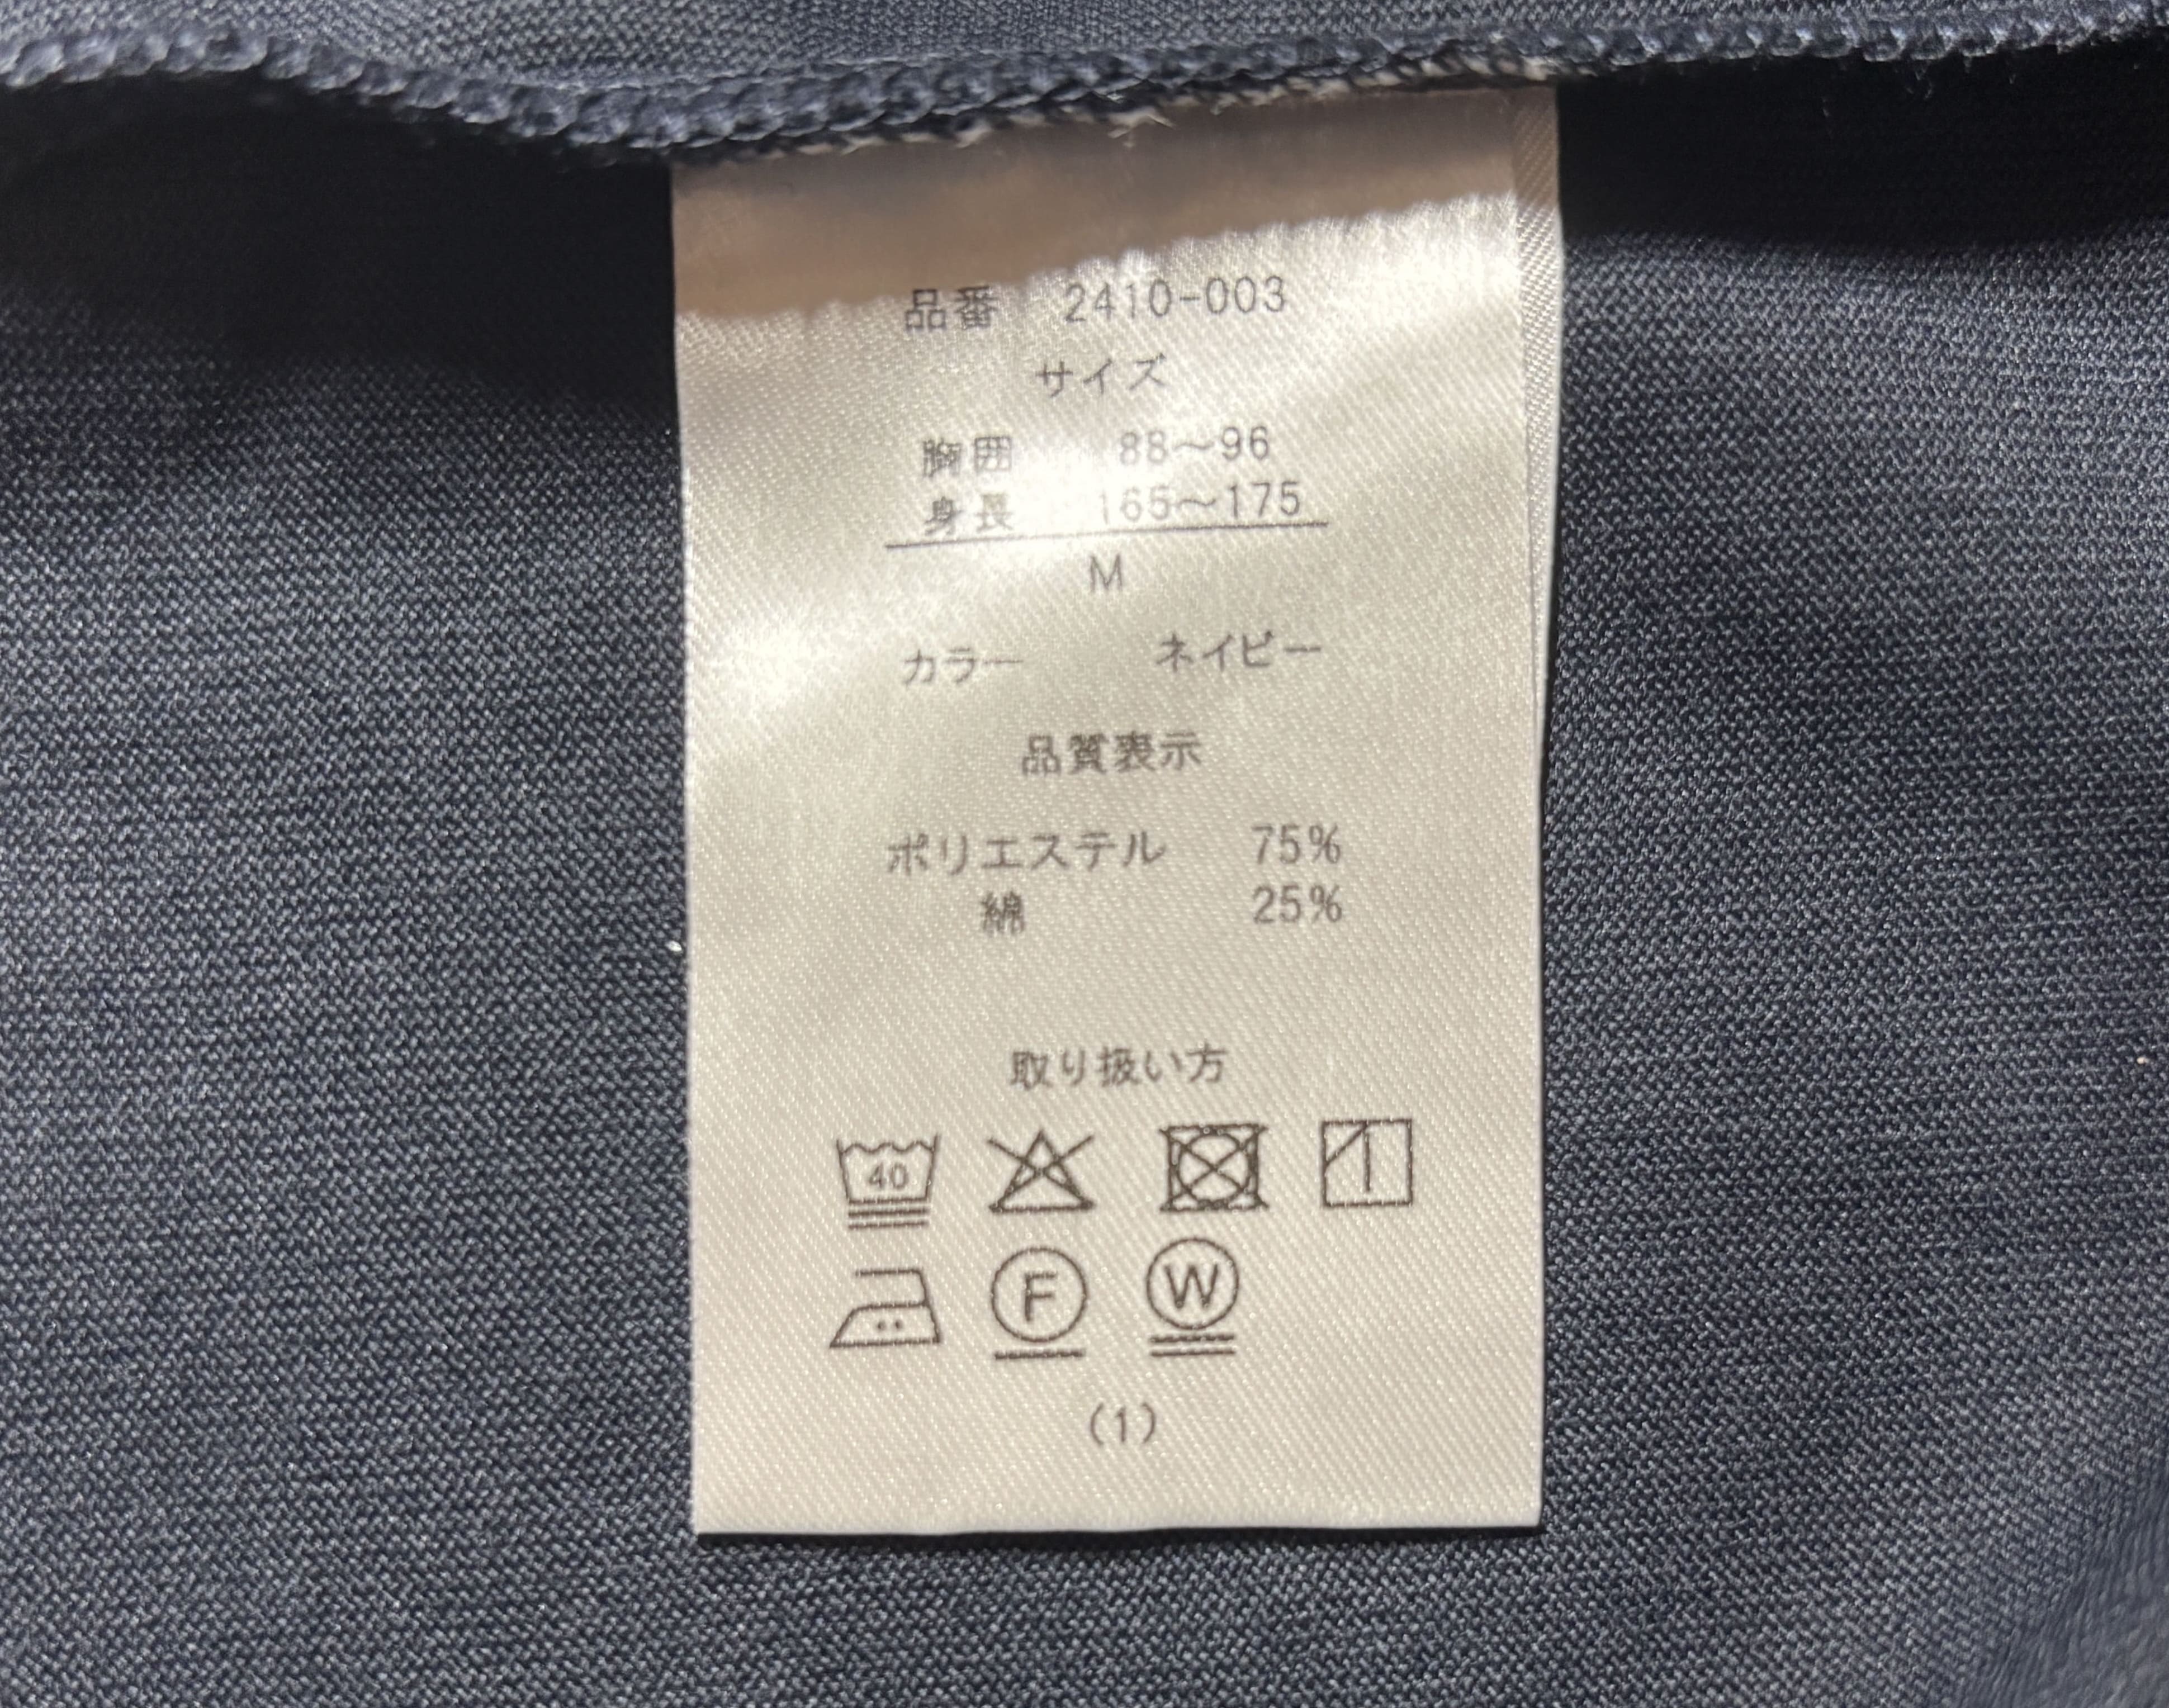 品番 2410-003
サイズ
胸囲 88～96
身長 165～175
M
カラー ネイビー
品質表示
ポリエステル 75%
綿 25%
取り扱い方
40
F W
(1)